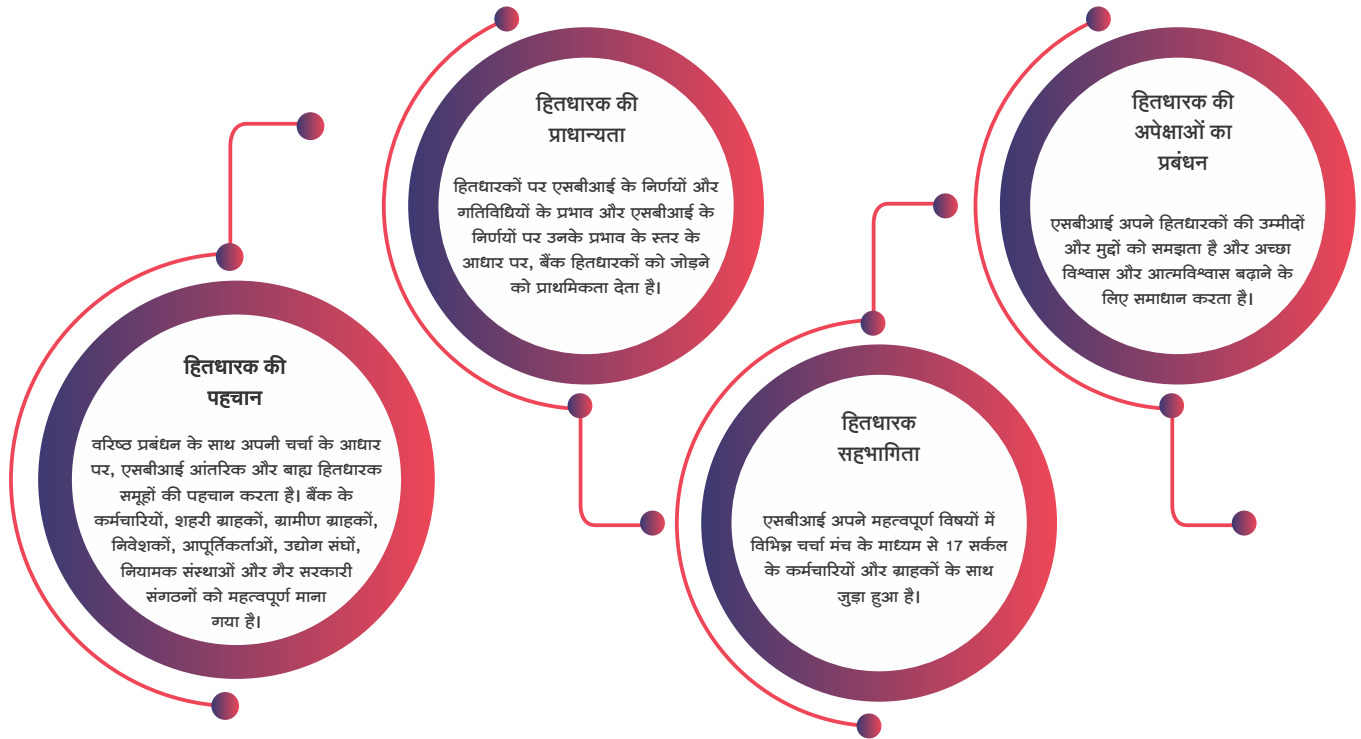 हितधारक की
पहचान
वरिष्ठ प्रबंधन के साथ अपनी चर्चा के आधार
पर, एसबीआई आंतरिक और बाह्य हितधारक
समूहों की पहचान करता है। बैंक के
कर्मचारियों, शहरी ग्राहकों, ग्रामीण ग्राहकों,
निवेशकों, आपूर्तिकर्ताओं, उद्योग संघों,
नियामक संस्थाओं और गैर सरकारी
संगठनों को महत्वपूर्ण माना
गया है।
हितधारक की
प्राधान्यता
हितधारकों पर एसबीआई के निर्णयों और
गतिविधियों के प्रभाव और एसबीआई के
निर्णयों पर उनके प्रभाव के स्तर के
आधार पर, बैंक हितधारकों को जोड़ने
को प्राथमिकता देता है।
हितधारक
सहभागिता
एसबीआई अपने महत्वपूर्ण विषयों में
विभिन्न चर्चा मंच के माध्यम से 17 सर्कल
के कर्मचारियों और ग्राहकों के साथ
जुड़ा हुआ है।
हितधारक की
अपेक्षाओं का
प्रबंधन
एसबीआई अपने हितधारकों की उम्मीदों
और मुद्दों को समझता है और अच्छा
विश्वास और आत्मविश्वास बढ़ाने के
लिए समाधान करता है।